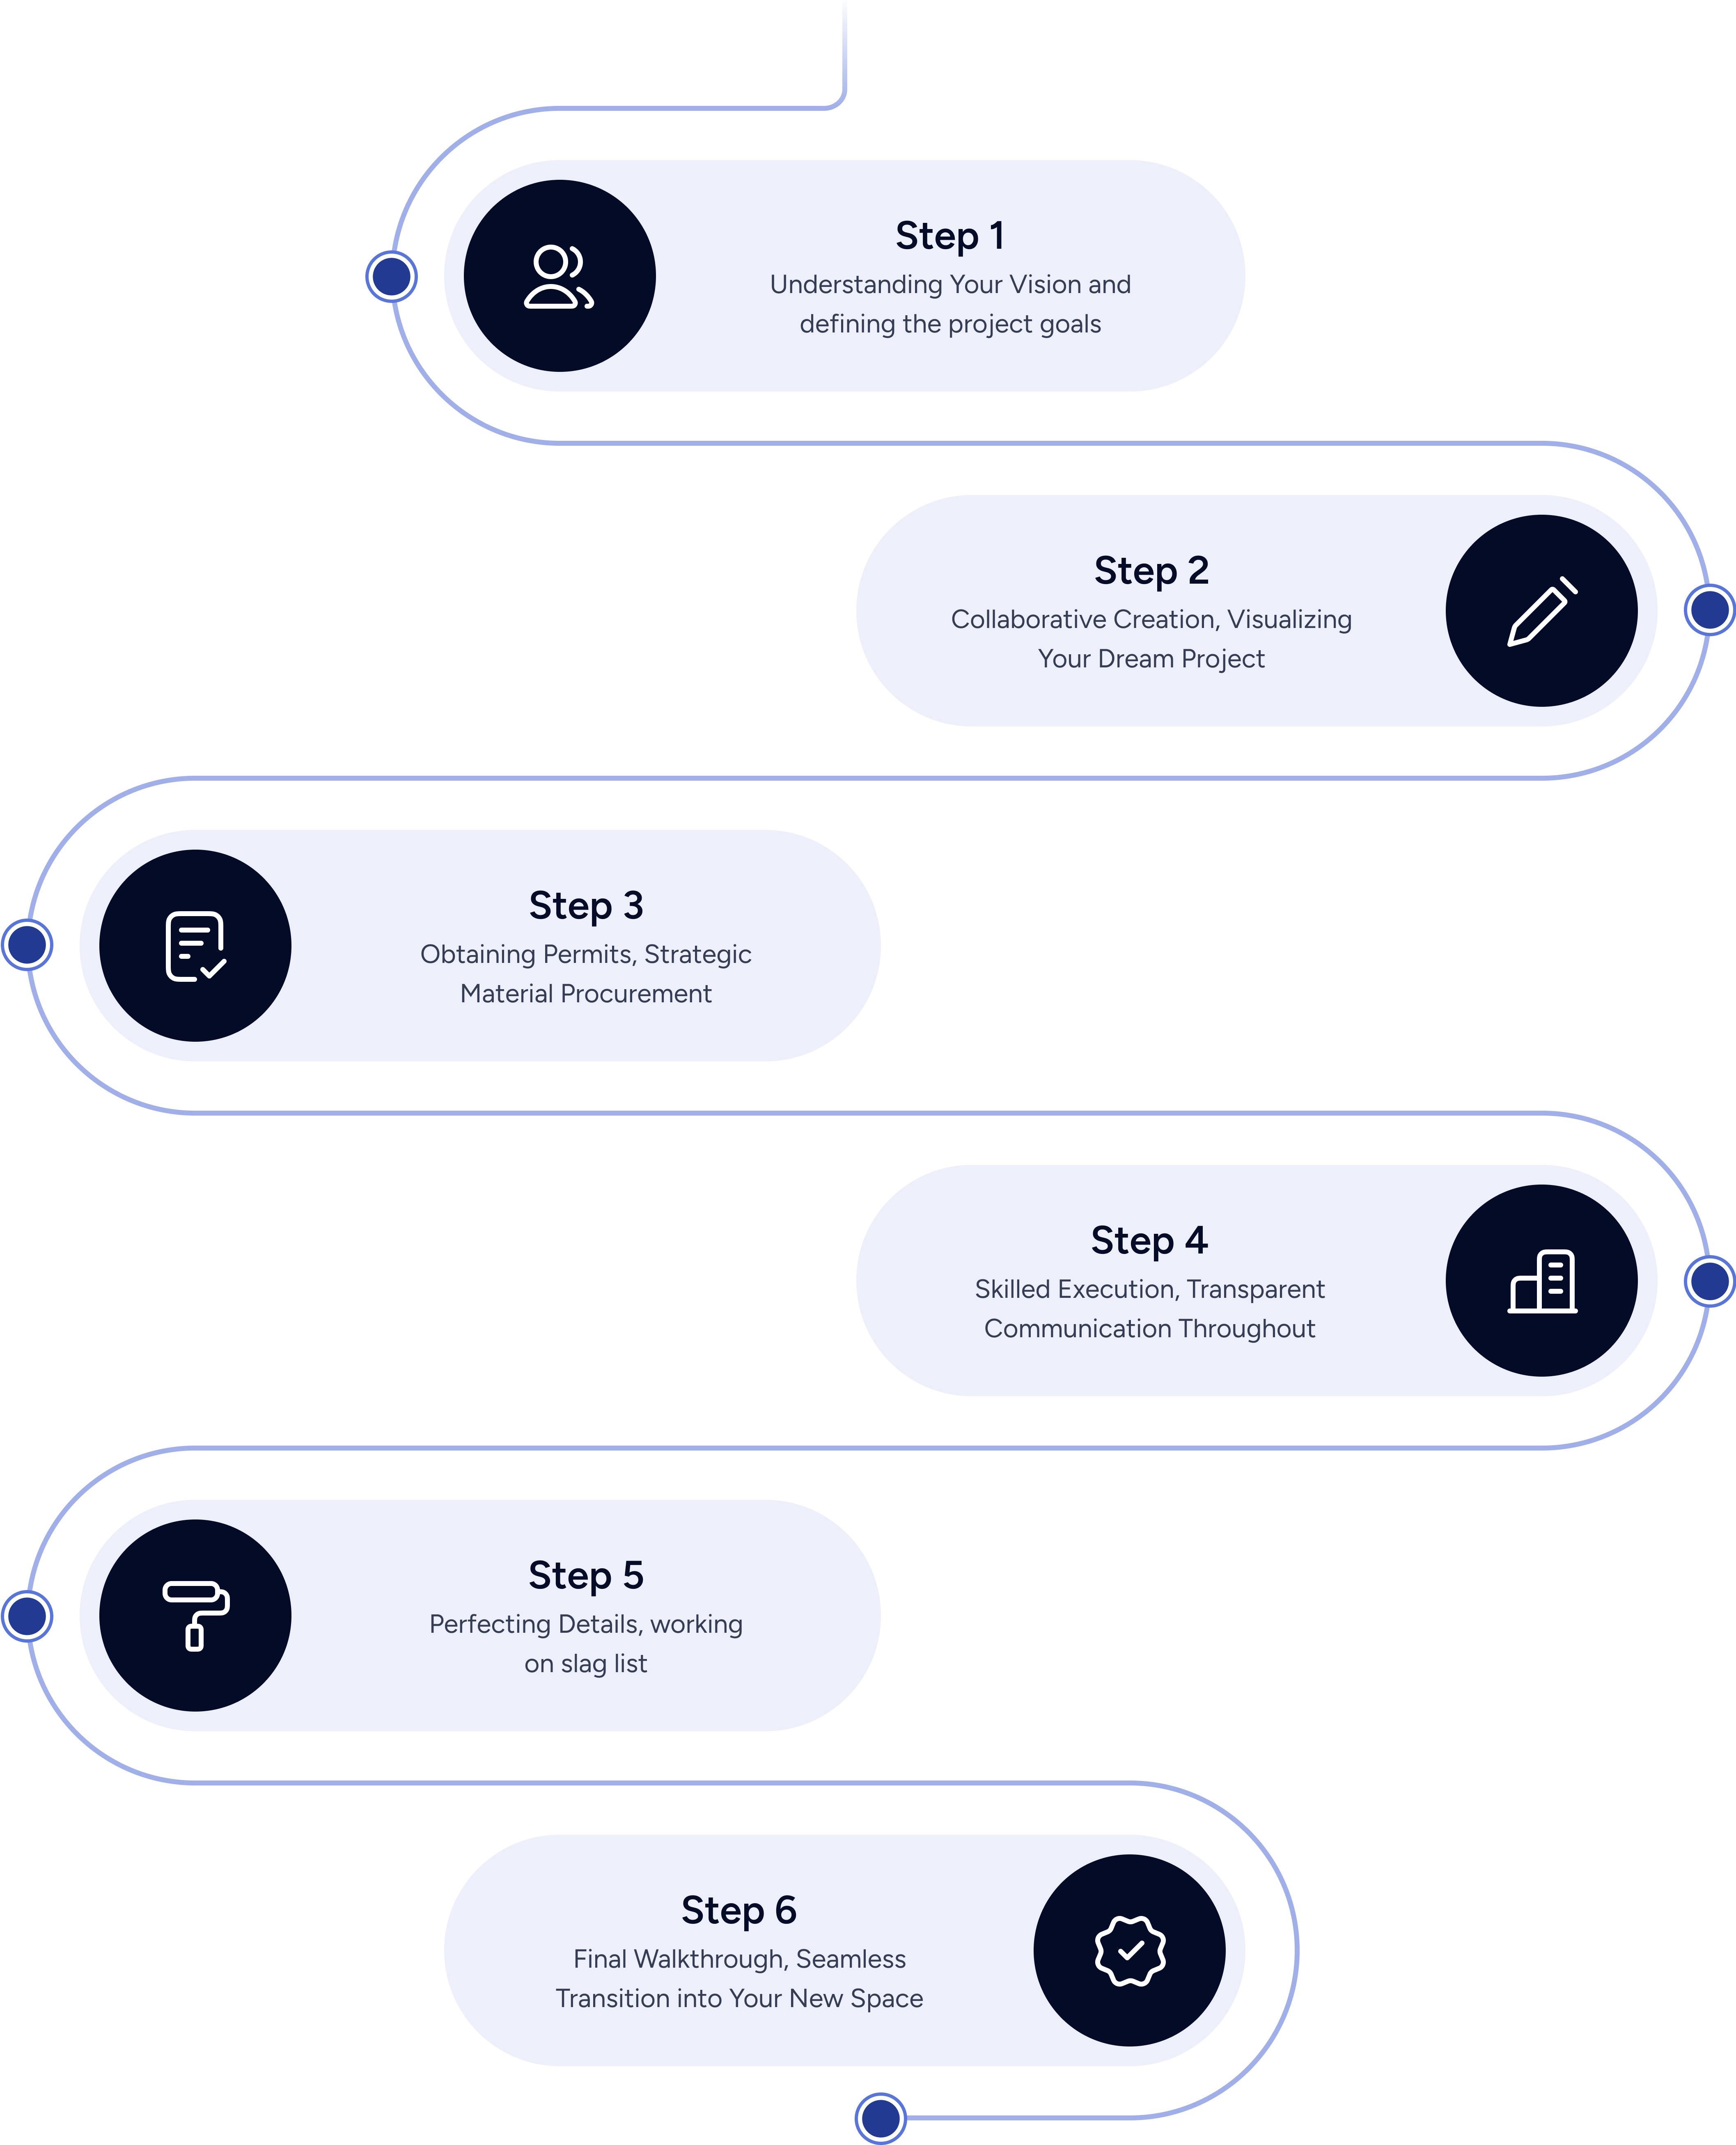 Step 1
Understanding Your Vision and
defining the project goals
Step 2
Collaborative Creation, Visualizing
Your Dream Project
Step 3
Obtaining Permits, Strategic
Material Procurement
Step 4
Skilled Execution, Transparent
Communication Throughout
Step 5
Perfecting Details, working
on slag list
Step 6
Final Walkthrough, Seamless
Transition into Your New Space